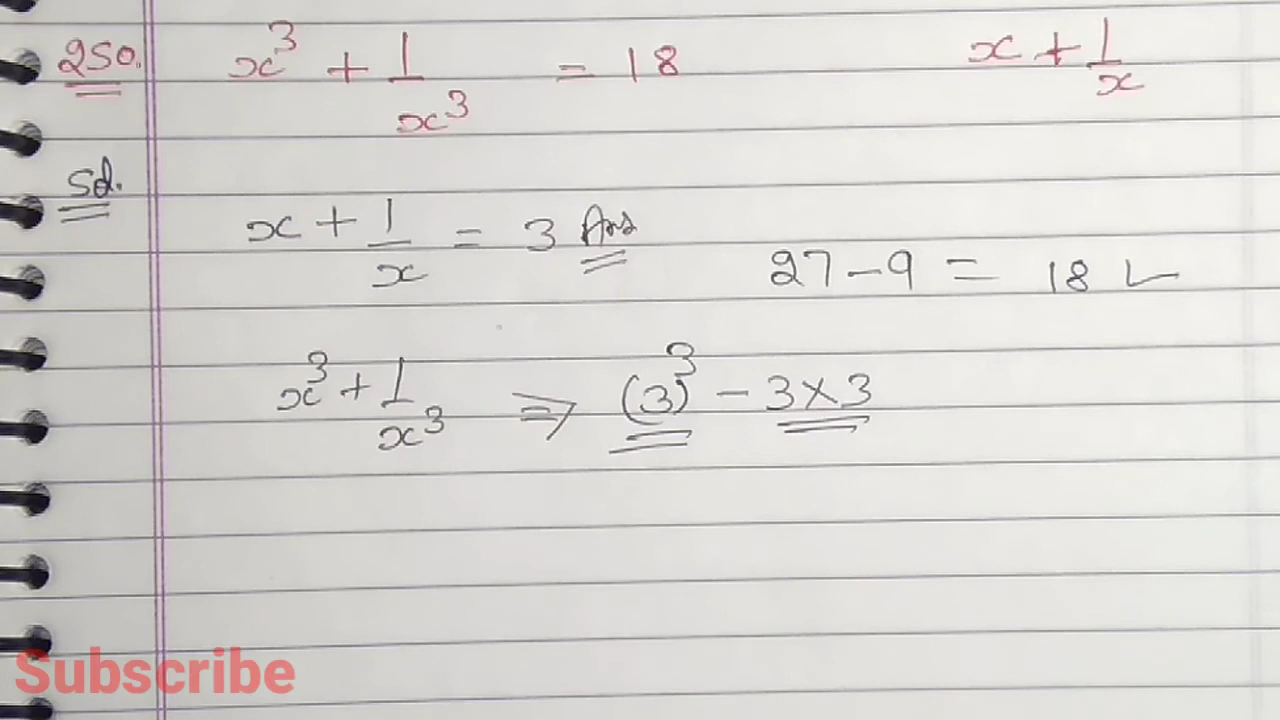 250. x³ + 1/x³ = 18 x + 1/x
Sol.
x + 1/x = 3 Ans
27 - 9 = 18 ✓
x³ + 1/x³ ⇒ (3)³ - 3×3
Subscribe